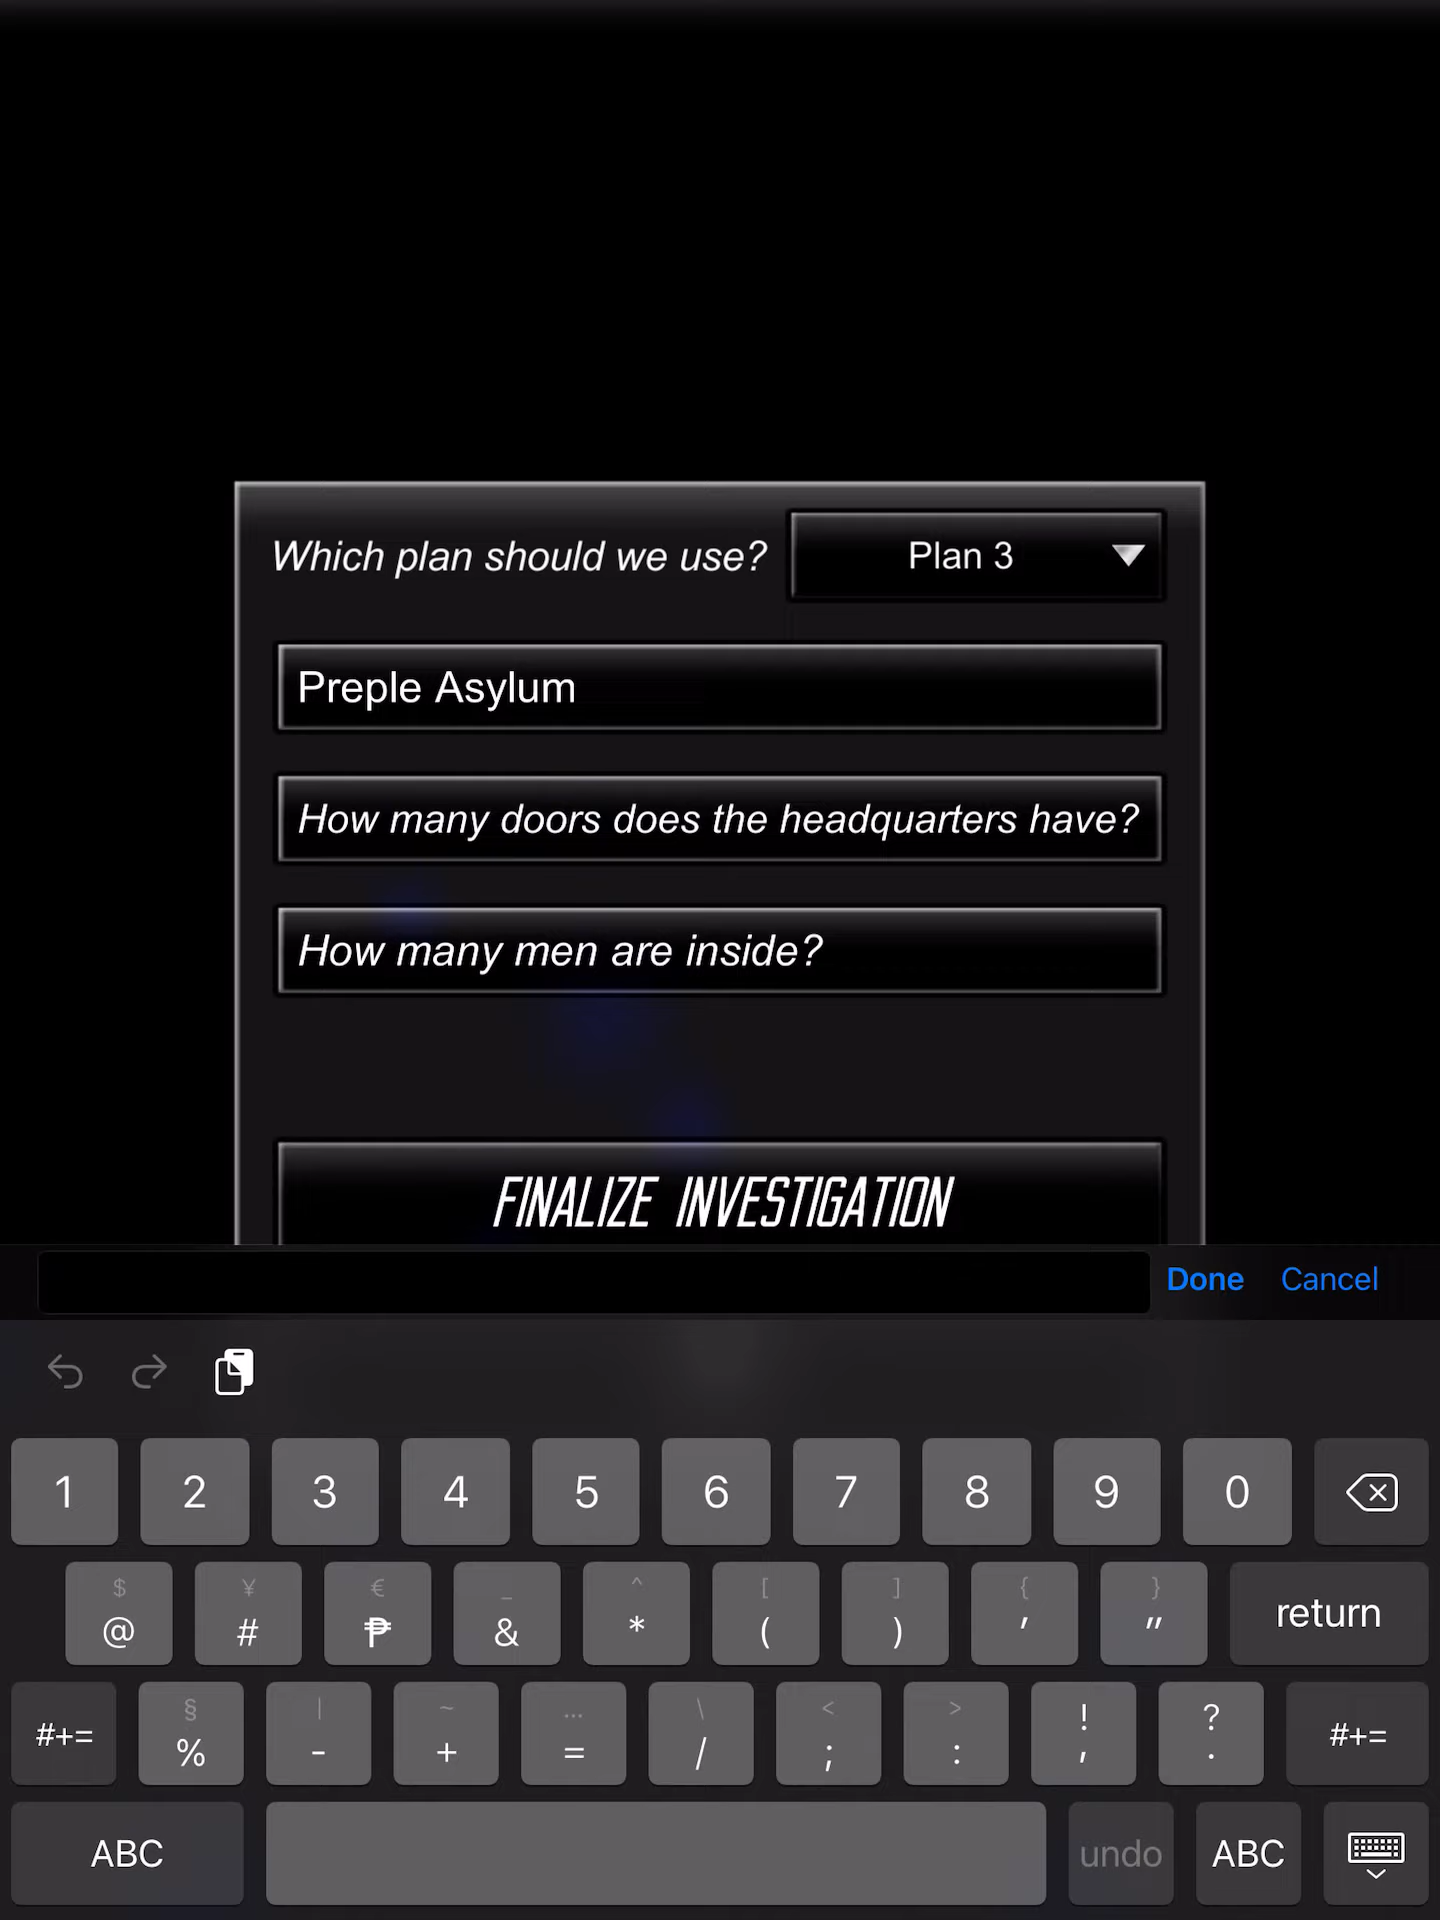 Which plan should we use? Plan 3
Preple Asylum
How many doors does the headquarters have?
How many men are inside?
FINALIZE INVESTIGATION
Done Cancel
1 2 3 4 5 6 7 8 9 0
$ ¥ € _ ^ [ ] { }
@ # ₱ & * ( ) ' " return
§ | ~ … \ < > ! ?
#+= % - + = / ; : , . #+=
ABC undo ABC